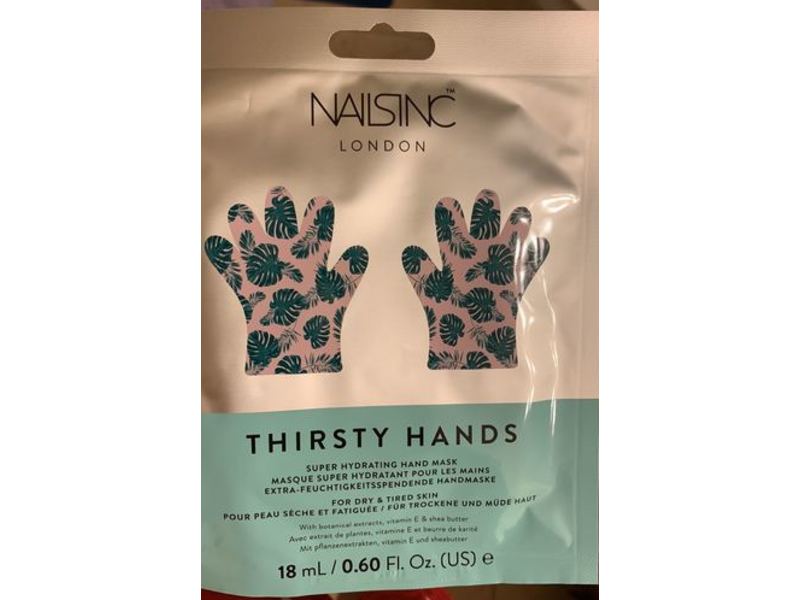 NAILSINC™
LONDON
THIRSTY HANDS
SUPER HYDRATING HAND MASK
MASQUE SUPER HYDRATANT POUR LES MAINS
EXTRA-FEUCHTIGKEITSSPENDENDE HANDMASKE
FOR DRY & TIRED SKIN
POUR PEAU SÈCHE ET FATIGUÉE / FÜR TROCKENE UND MÜDE HAUT
With botanical extracts, vitamin E & shea butter
Avec extrait de plantes, vitamine E et beurre de karité
Mit pflanzenextrakten, vitamin E und sheabutter
18 mL / 0.60 Fl. Oz. (US) ℮